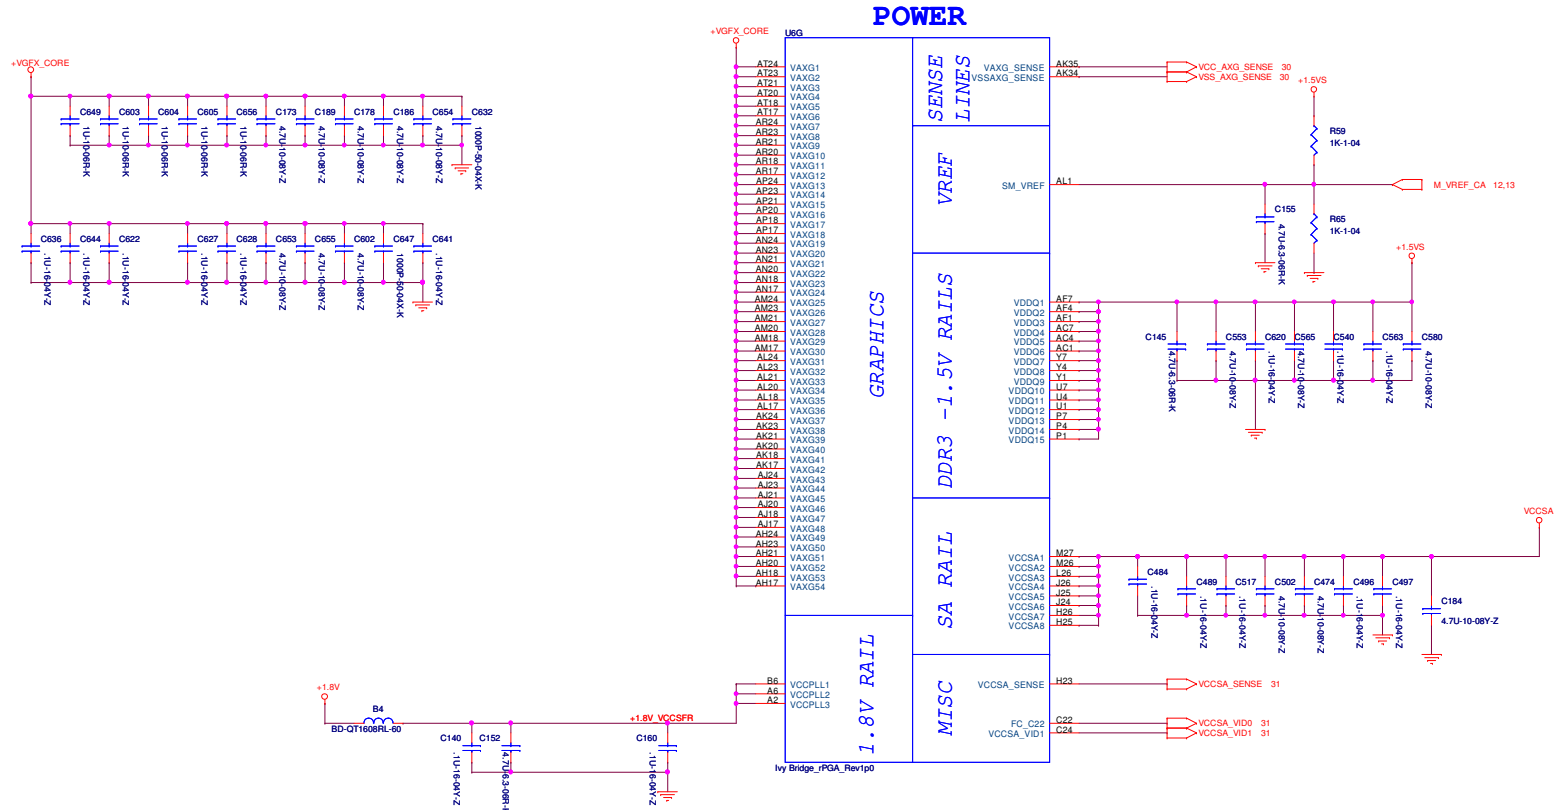 POWER
+VGFX_CORE
C649 1U-10-06R-K
C603 1U-10-06R-K
C604 1U-10-06R-K
C605 1U-10-06R-K
C656 1U-10-06R-K
C173 4.7U-10-08Y-Z
C189 4.7U-10-08Y-Z
C178 4.7U-10-08Y-Z
C186 4.7U-10-08Y-Z
C654 4.7U-10-08Y-Z
C632 1000P-50-04X-K
C636 .1U-16-04Y-Z
C644 .1U-16-04Y-Z
C622 .1U-16-04Y-Z
C627 .1U-16-04Y-Z
C628 .1U-16-04Y-Z
C653 4.7U-10-08Y-Z
C655 4.7U-10-08Y-Z
C602 4.7U-10-08Y-Z
C647 1000P-50-04X-K
C641 .1U-16-04Y-Z
+VGFX_CORE
U6G
AT24 VAXG1
AT23 VAXG2
AT21 VAXG3
AT20 VAXG4
AT18 VAXG5
AT17 VAXG6
AR24 VAXG7
AR23 VAXG8
AR21 VAXG9
AR20 VAXG10
AR18 VAXG11
AR17 VAXG12
AP24 VAXG13
AP23 VAXG14
AP21 VAXG15
AP20 VAXG16
AP18 VAXG17
AP17 VAXG18
AN24 VAXG19
AN23 VAXG20
AN21 VAXG21
AN20 VAXG22
AN18 VAXG23
AN17 VAXG24
AM24 VAXG25
AM23 VAXG26
AM21 VAXG27
AM20 VAXG28
AM18 VAXG29
AM17 VAXG30
AL24 VAXG31
AL23 VAXG32
AL21 VAXG33
AL20 VAXG34
AL18 VAXG35
AL17 VAXG36
AK24 VAXG37
AK23 VAXG38
AK21 VAXG39
AK20 VAXG40
AK18 VAXG41
AK17 VAXG42
AJ24 VAXG43
AJ23 VAXG44
AJ21 VAXG45
AJ20 VAXG46
AJ18 VAXG47
AJ17 VAXG48
AH24 VAXG49
AH23 VAXG50
AH21 VAXG51
AH20 VAXG52
AH18 VAXG53
AH17 VAXG54
GRAPHICS
B6 VCCPLL1
A6 VCCPLL2
A2 VCCPLL3
1.8V RAIL
+1.8V
B4
BD-QT1608RL-60
+1.8V_VCCSFR
C140 .1U-16-04Y-Z
C152
C160 .1U-16-04Y-Z
Ivy Bridge_rPGA_Rev1p0
SENSE LINES
VAXG_SENSE AK35 VCC_AXG_SENSE 30
VSSAXG_SENSE AK34 VSS_AXG_SENSE 30
VREF
SM_VREF AL1
+1.5VS
R59
1K-1-04
M_VREF_CA 12,13
C155 4.7U-6.3-06R-K
R65
1K-1-04
+1.5VS
DDR3 -1.5V RAILS
VDDQ1 AF7
VDDQ2 AF4
VDDQ3 AF1
VDDQ4 AC7
VDDQ5 AC4
VDDQ6 AC1
VDDQ7 Y7
VDDQ8 Y4
VDDQ9 Y1
VDDQ10 U7
VDDQ11 U4
VDDQ12 U1
VDDQ13 P7
VDDQ14 P4
VDDQ15 P1
C145 4.7U-6.3-06R-K
C553 4.7U-10-08Y-Z
C620 .1U-16-04Y-Z
C565 4.7U-10-08Y-Z
C540 .1U-16-04Y-Z
C563 .1U-16-04Y-Z
C580 4.7U-10-08Y-Z
SA RAIL
VCCSA
VCCSA1 M27
VCCSA2 M26
VCCSA3 L26
VCCSA4 J26
VCCSA5 J25
VCCSA6 J24
VCCSA7 H26
VCCSA8 H25
C484 .1U-16-04Y-Z
C489 .1U-16-04Y-Z
C517 .1U-16-04Y-Z
C502 4.7U-10-08Y-Z
C474 4.7U-10-08Y-Z
C496 .1U-16-04Y-Z
C497 .1U-16-04Y-Z
C184
4.7U-10-08Y-Z
MISC
VCCSA_SENSE H23 VCCSA_SENSE 31
FC_C22 C22 VCCSA_VID0 31
VCCSA_VID1 C24 VCCSA_VID1 31